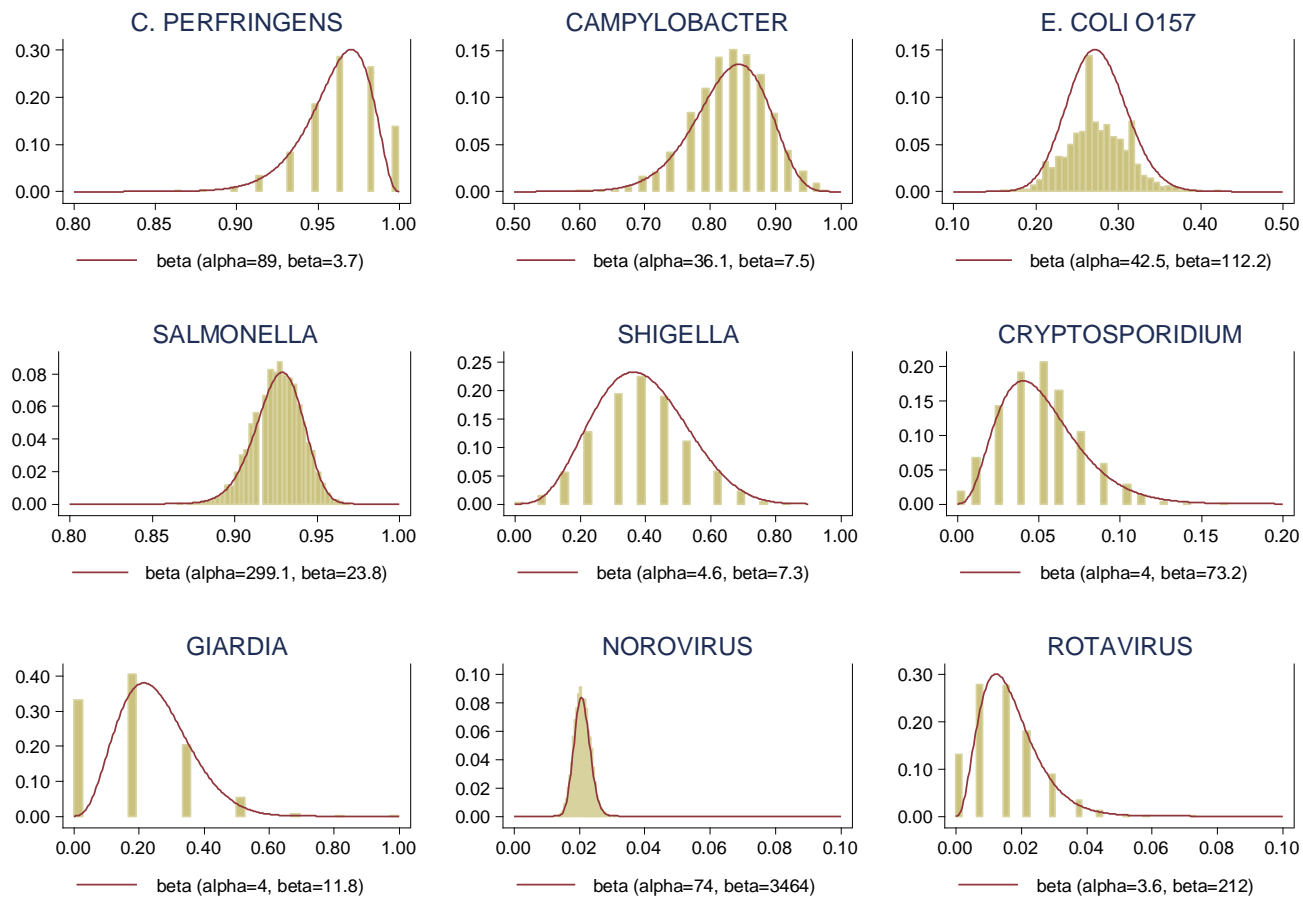 C. PERFRINGENS
0.30
0.20
0.10
0.00
0.80 0.85 0.90 0.95 1.00
beta (alpha=89, beta=3.7)
CAMPYLOBACTER
0.15
0.10
0.05
0.00
0.50 0.60 0.70 0.80 0.90 1.00
beta (alpha=36.1, beta=7.5)
E. COLI O157
0.15
0.10
0.05
0.00
0.10 0.20 0.30 0.40 0.50
beta (alpha=42.5, beta=112.2)
SALMONELLA
0.08
0.06
0.04
0.02
0.00
0.80 0.85 0.90 0.95 1.00
beta (alpha=299.1, beta=23.8)
SHIGELLA
0.25
0.20
0.15
0.10
0.05
0.00
0.00 0.20 0.40 0.60 0.80 1.00
beta (alpha=4.6, beta=7.3)
CRYPTOSPORIDIUM
0.20
0.15
0.10
0.05
0.00
0.00 0.05 0.10 0.15 0.20
beta (alpha=4, beta=73.2)
GIARDIA
0.40
0.30
0.20
0.10
0.00
0.00 0.20 0.40 0.60 0.80 1.00
beta (alpha=4, beta=11.8)
NOROVIRUS
0.10
0.08
0.06
0.04
0.02
0.00
0.00 0.02 0.04 0.06 0.08 0.10
beta (alpha=74, beta=3464)
ROTAVIRUS
0.30
0.20
0.10
0.00
0.00 0.02 0.04 0.06 0.08 0.10
beta (alpha=3.6, beta=212)